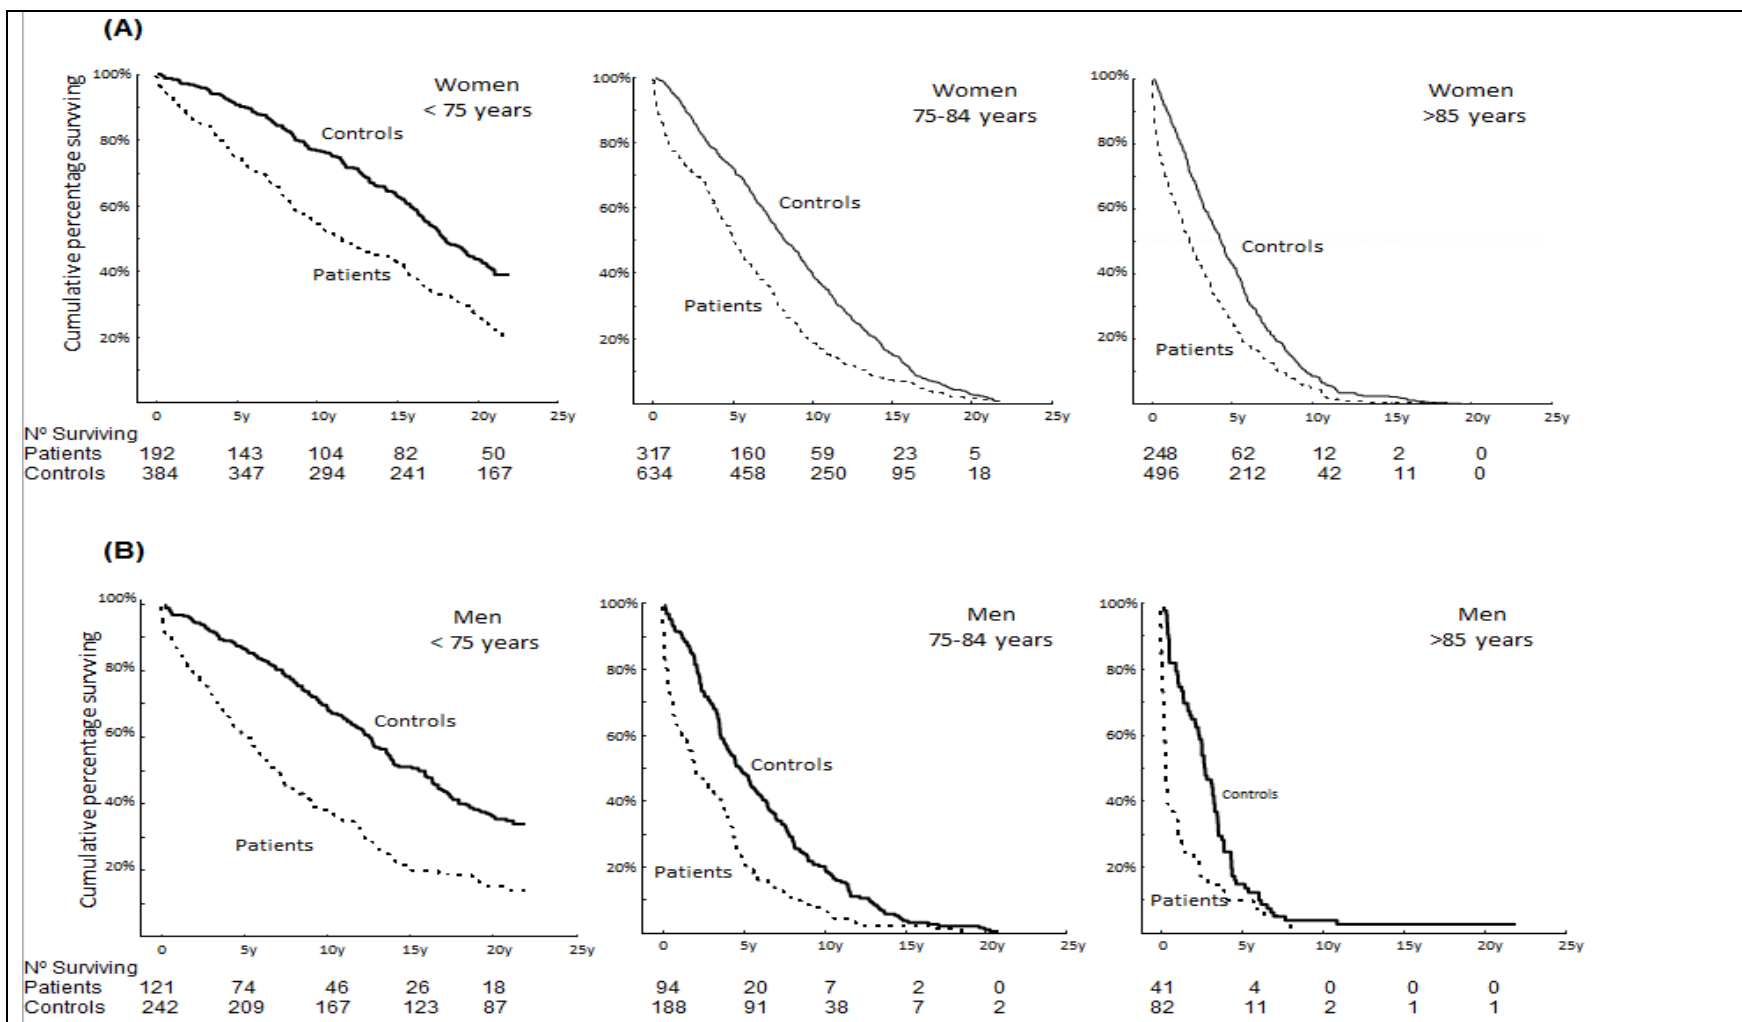 (A)
Cumulative percentage surviving
100%
80%
60%
40%
20%
Women
< 75 years
Controls
Patients
0 5y 10y 15y 20y 25y
100%
80%
60%
40%
20%
Women
75-84 years
Controls
Patients
0 5y 10y 15y 20y 25y
100%
80%
60%
40%
20%
Women
>85 years
Controls
Patients
0 5y 10y 15y 20y 25y
Nº Surviving
Patients 192 143 104 82 50 317 160 59 23 5 248 62 12 2 0
Controls 384 347 294 241 167 634 458 250 95 18 496 212 42 11 0
(B)
Cumulative percentage surviving
100%
80%
60%
40%
20%
Men
< 75 years
Controls
Patients
0 5y 10y 15y 20y 25y
100%
80%
60%
40%
20%
Men
75-84 years
Controls
Patients
0 5y 10y 15y 20y 25y
100%
80%
60%
40%
20%
Men
>85 years
Controls
Patients
0 5y 10y 15y 20y 25y
Nº Surviving
Patients 121 74 46 26 18 94 20 7 2 0 41 4 0 0 0
Controls 242 209 167 123 87 188 91 38 7 2 82 11 2 1 1